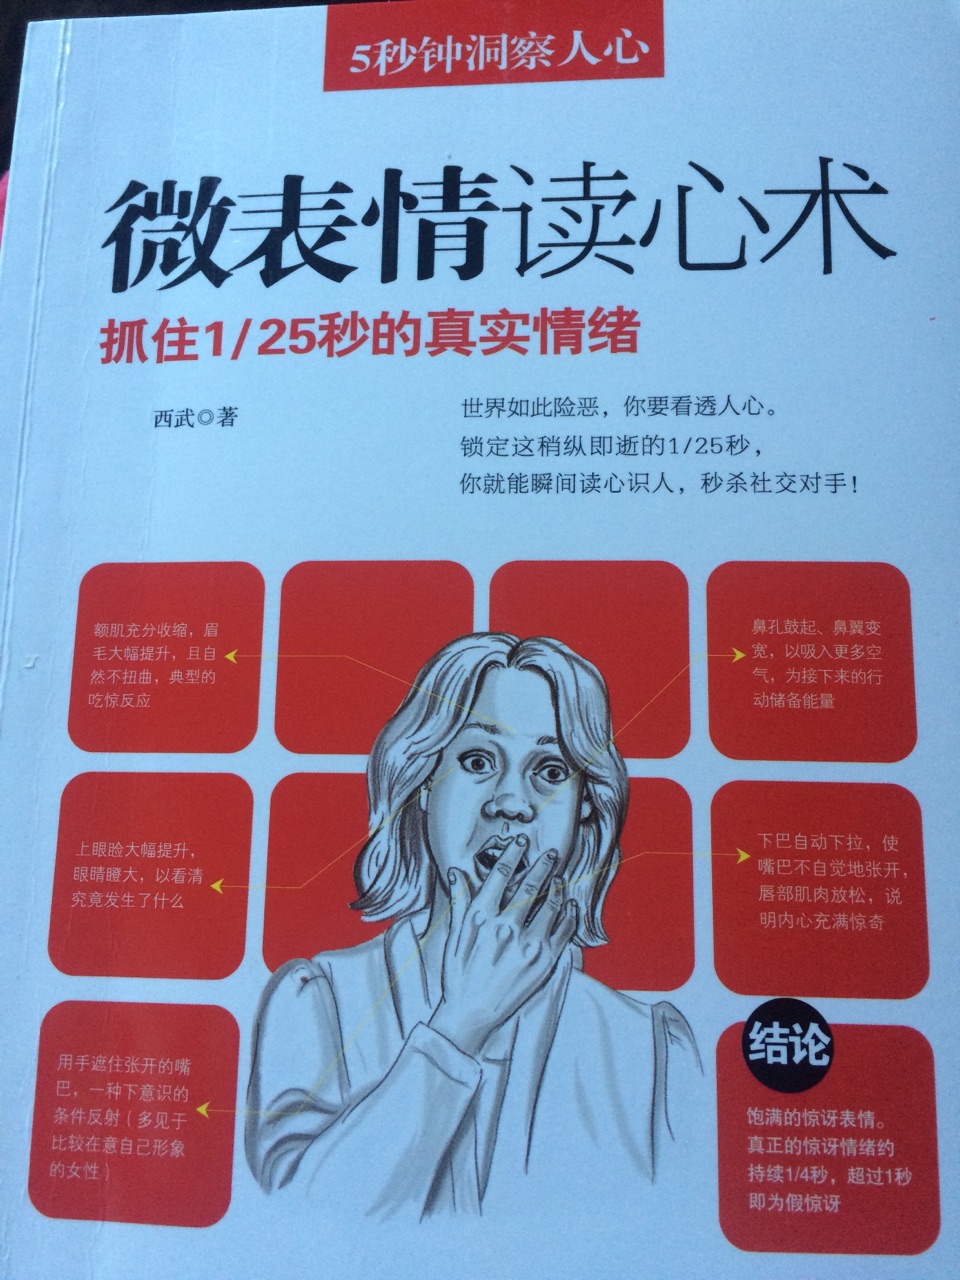 5秒钟洞察人心
微表情读心术
抓住1/25秒的真实情绪
西武◎著
世界如此险恶，你要看透人心。
锁定这稍纵即逝的1/25秒，
你就能瞬间读心识人，秒杀社交对手！
额肌充分收缩，眉
毛大幅提升，且自
然不扭曲，典型的
吃惊反应
鼻孔鼓起、鼻翼变
宽，以吸入更多空
气，为接下来的行
动储备能量
上眼睑大幅提升，
眼睛瞪大，以看清
究竟发生了什么
下巴自动下拉，使
嘴巴不自觉地张开，
唇部肌肉放松，说
明内心充满惊奇
用手遮住张开的嘴
巴，一种下意识的
条件反射（多见于
比较在意自己形象
的女性）
结论
饱满的惊讶表情。
真正的惊讶情绪约
持续1/4秒，超过1秒
即为假惊讶